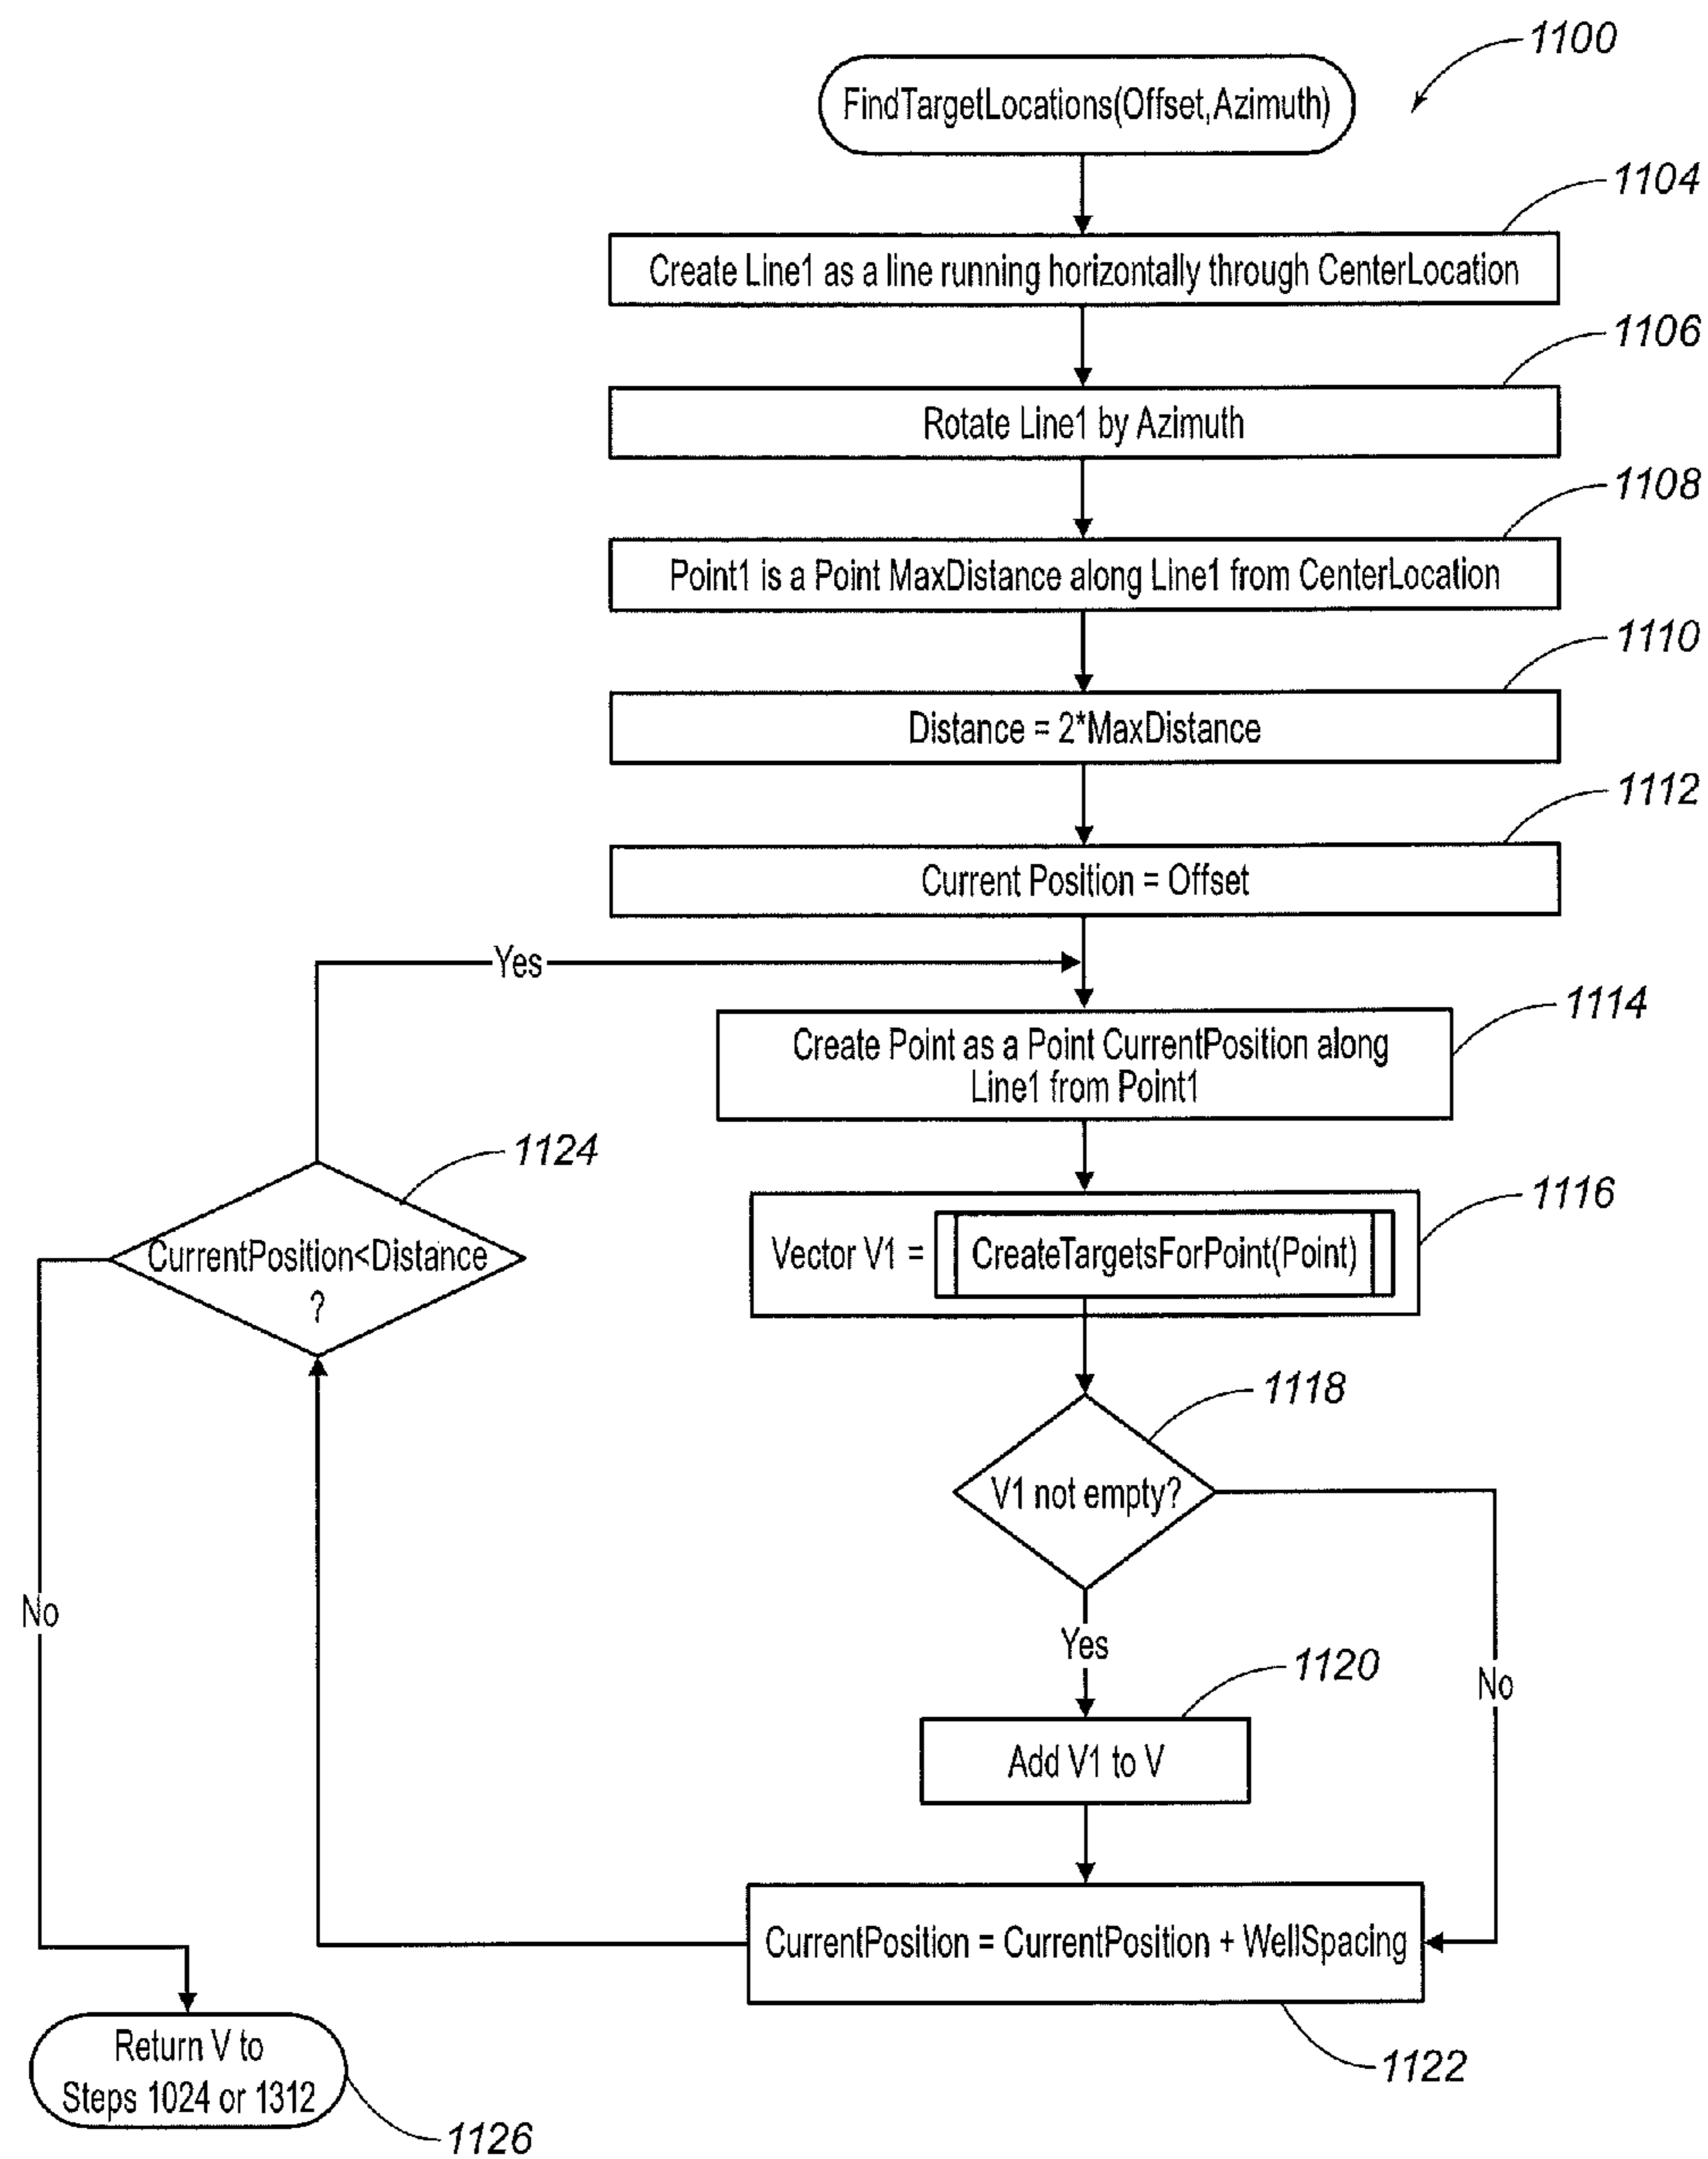 1100
FindTargetLocations(Offset,Azimuth)
1104
Create Line1 as a line running horizontally through CenterLocation
1106
Rotate Line1 by Azimuth
1108
Point1 is a Point MaxDistance along Line1 from CenterLocation
1110
Distance = 2*MaxDistance
1112
Current Position = Offset
Yes
1114
Create Point as a Point CurrentPosition along
Line1 from Point1
1124
CurrentPosition<Distance
?
1116
Vector V1 = CreateTargetsForPoint(Point)
1118
V1 not empty?
No
Yes
1120
No
Add V1 to V
CurrentPosition = CurrentPosition + WellSpacing
1122
Return V to
Steps 1024 or 1312
1126